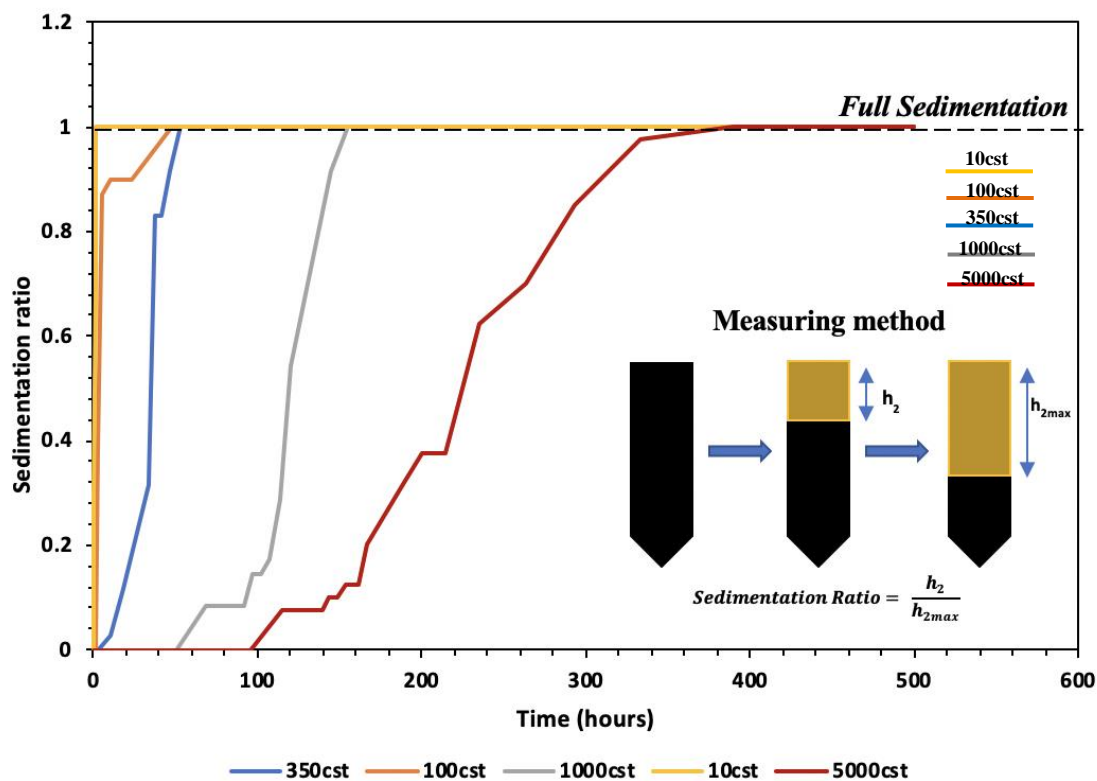 1.2
1
0.8
0.6
0.4
0.2
0
Sedimentation ratio
Full Sedimentation
10cst
100cst
350cst
1000cst
5000cst
Measuring method
h2
h2max
Sedimentation Ratio = h2 / h2max
0 100 200 300 400 500 600
Time (hours)
350cst 100cst 1000cst 10cst 5000cst